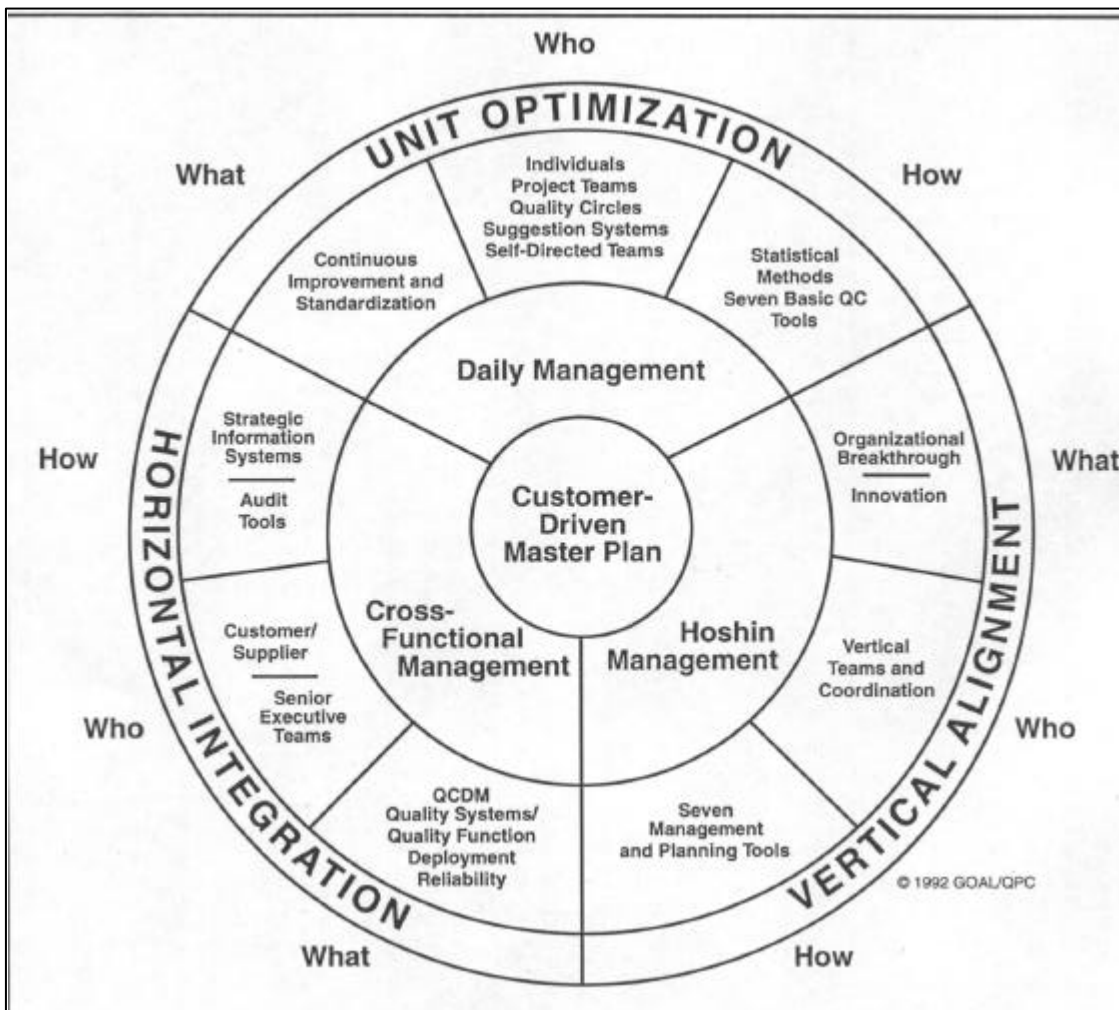 Who
UNIT OPTIMIZATION
What
How
Individuals
Project Teams
Quality Circles
Suggestion Systems
Self-Directed Teams
Continuous
Improvement and
Standardization
Statistical
Methods
Seven Basic QC
Tools
Daily Management
HORIZONTAL INTEGRATION
How
Strategic
Information
Systems
Audit
Tools
Customer-
Driven
Master Plan
Organizational
Breakthrough
Innovation
What
VERTICAL ALIGNMENT
Cross-
Functional
Management
Hoshin
Management
Customer/
Supplier
Senior
Executive
Teams
Who
Vertical
Teams and
Coordination
Who
QCDM
Quality Systems/
Quality Function
Deployment
Reliability
What
Seven
Management
and Planning Tools
How
© 1992 GOAL/QPC